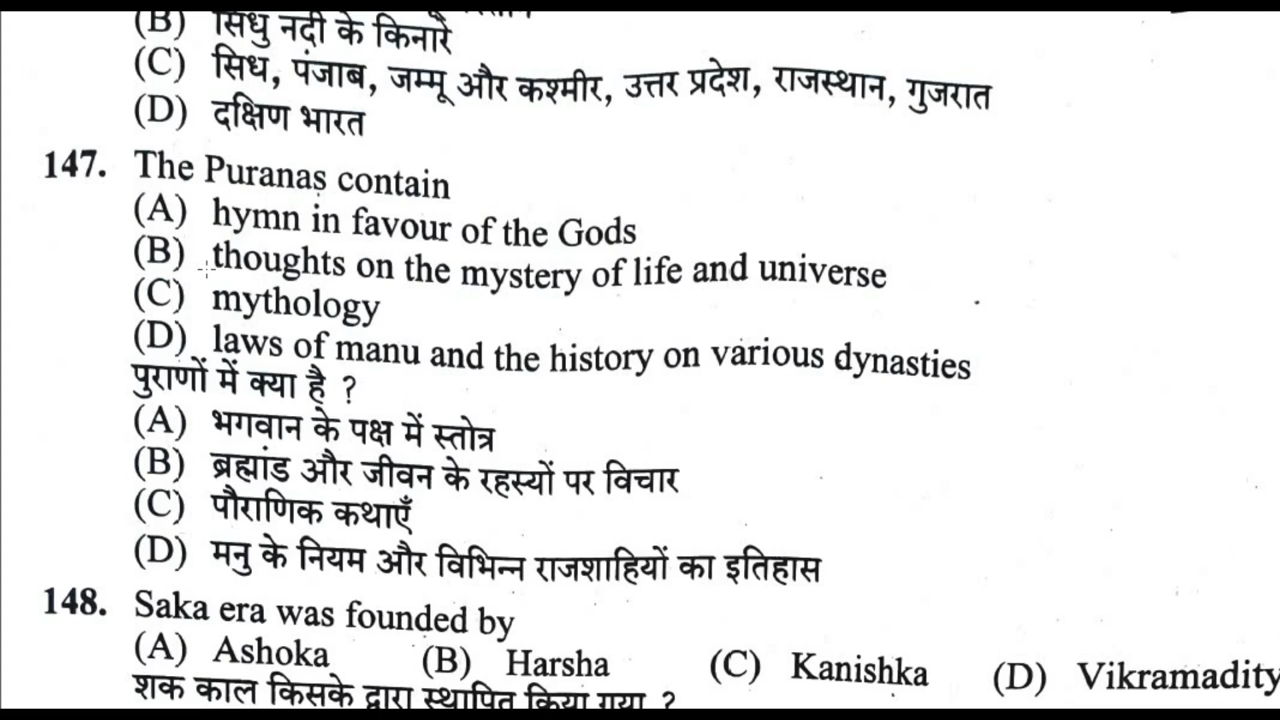 (B) सिंधु नदी के किनारे
(C) सिंध, पंजाब, जम्मू और कश्मीर, उत्तर प्रदेश, राजस्थान, गुजरात
(D) दक्षिण भारत
147. The Puranas contain
(A) hymn in favour of the Gods
(B) thoughts on the mystery of life and universe
(C) mythology
(D) laws of manu and the history on various dynasties
पुराणों में क्या है ?
(A) भगवान के पक्ष में स्तोत्र
(B) ब्रह्मांड और जीवन के रहस्यों पर विचार
(C) पौराणिक कथाएँ
(D) मनु के नियम और विभिन्न राजशाहियों का इतिहास
148. Saka era was founded by
(A) Ashoka (B) Harsha (C) Kanishka (D) Vikramadity
शक काल किसके द्वारा स्थापित किया गया ?